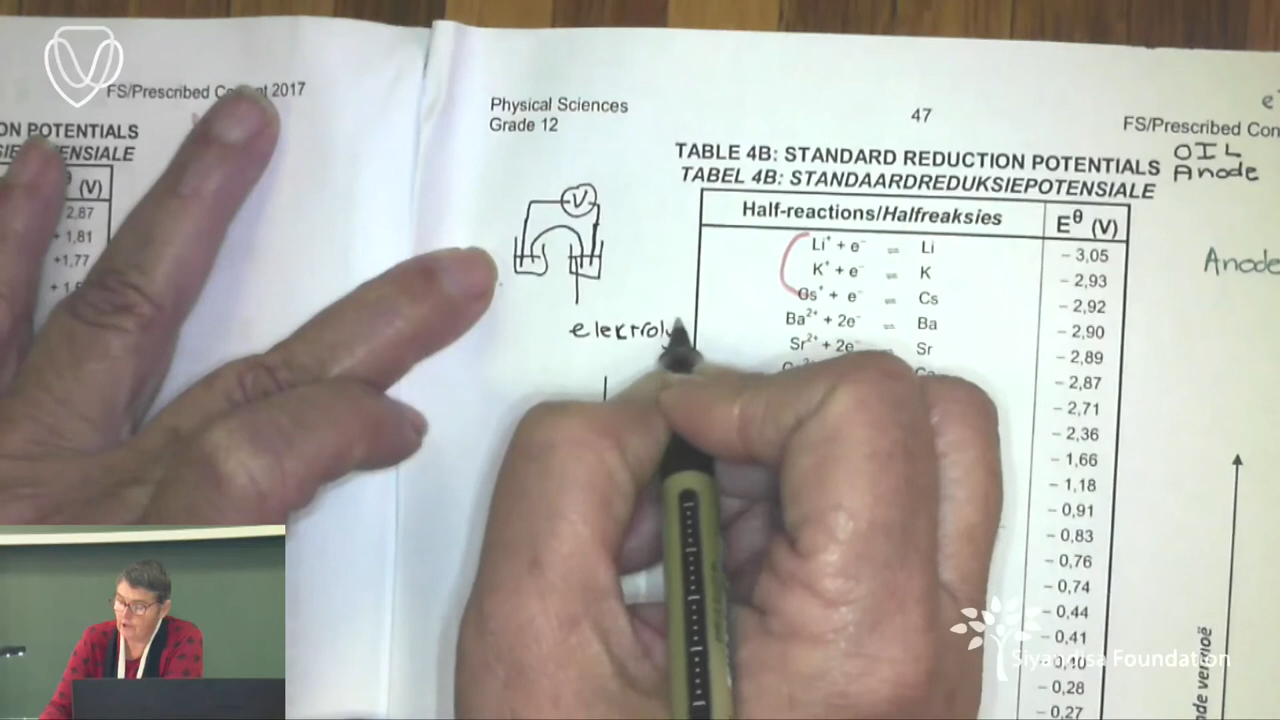 FS/Prescribed Content 2017
ON POTENTIALS
(V)
2,87
+ 1,81
+1,77
Physical Sciences
Grade 12
47
FS/Prescribed Con
TABLE 4B: STANDARD REDUCTION POTENTIALS
TABEL 4B: STANDAARDREDUKSIEPOTENSIALE
OIL
Anode
Anode
V
elektroly
Half-reactions/Halfreaksies E^θ (V)
Li⁺ + e⁻ ⇌ Li – 3,05
K⁺ + e⁻ ⇌ K – 2,93
Cs⁺ + e⁻ ⇌ Cs – 2,92
Ba²⁺ + 2e⁻ ⇌ Ba – 2,90
Sr²⁺ + 2e⁻ ⇌ Sr – 2,89
– 2,87
– 2,71
– 2,36
– 1,66
– 1,18
– 0,91
– 0,83
– 0,76
– 0,74
– 0,44
– 0,41
– 0,40
– 0,28
– 0,27
Siyandisa Foundation